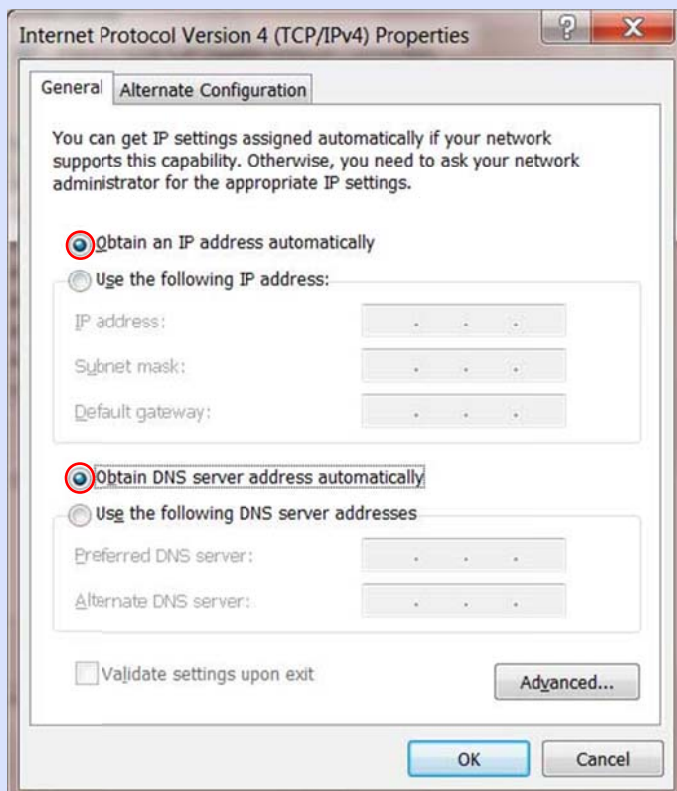 Internet Protocol Version 4 (TCP/IPv4) Properties
General
Alternate Configuration
You can get IP settings assigned automatically if your network
supports this capability. Otherwise, you need to ask your network
administrator for the appropriate IP settings.
Obtain an IP address automatically
Use the following IP address:
IP address:
Subnet mask:
Default gateway:
Obtain DNS server address automatically
Use the following DNS server addresses
Preferred DNS server:
Alternate DNS server:
Validate settings upon exit
Advanced...
OK
Cancel